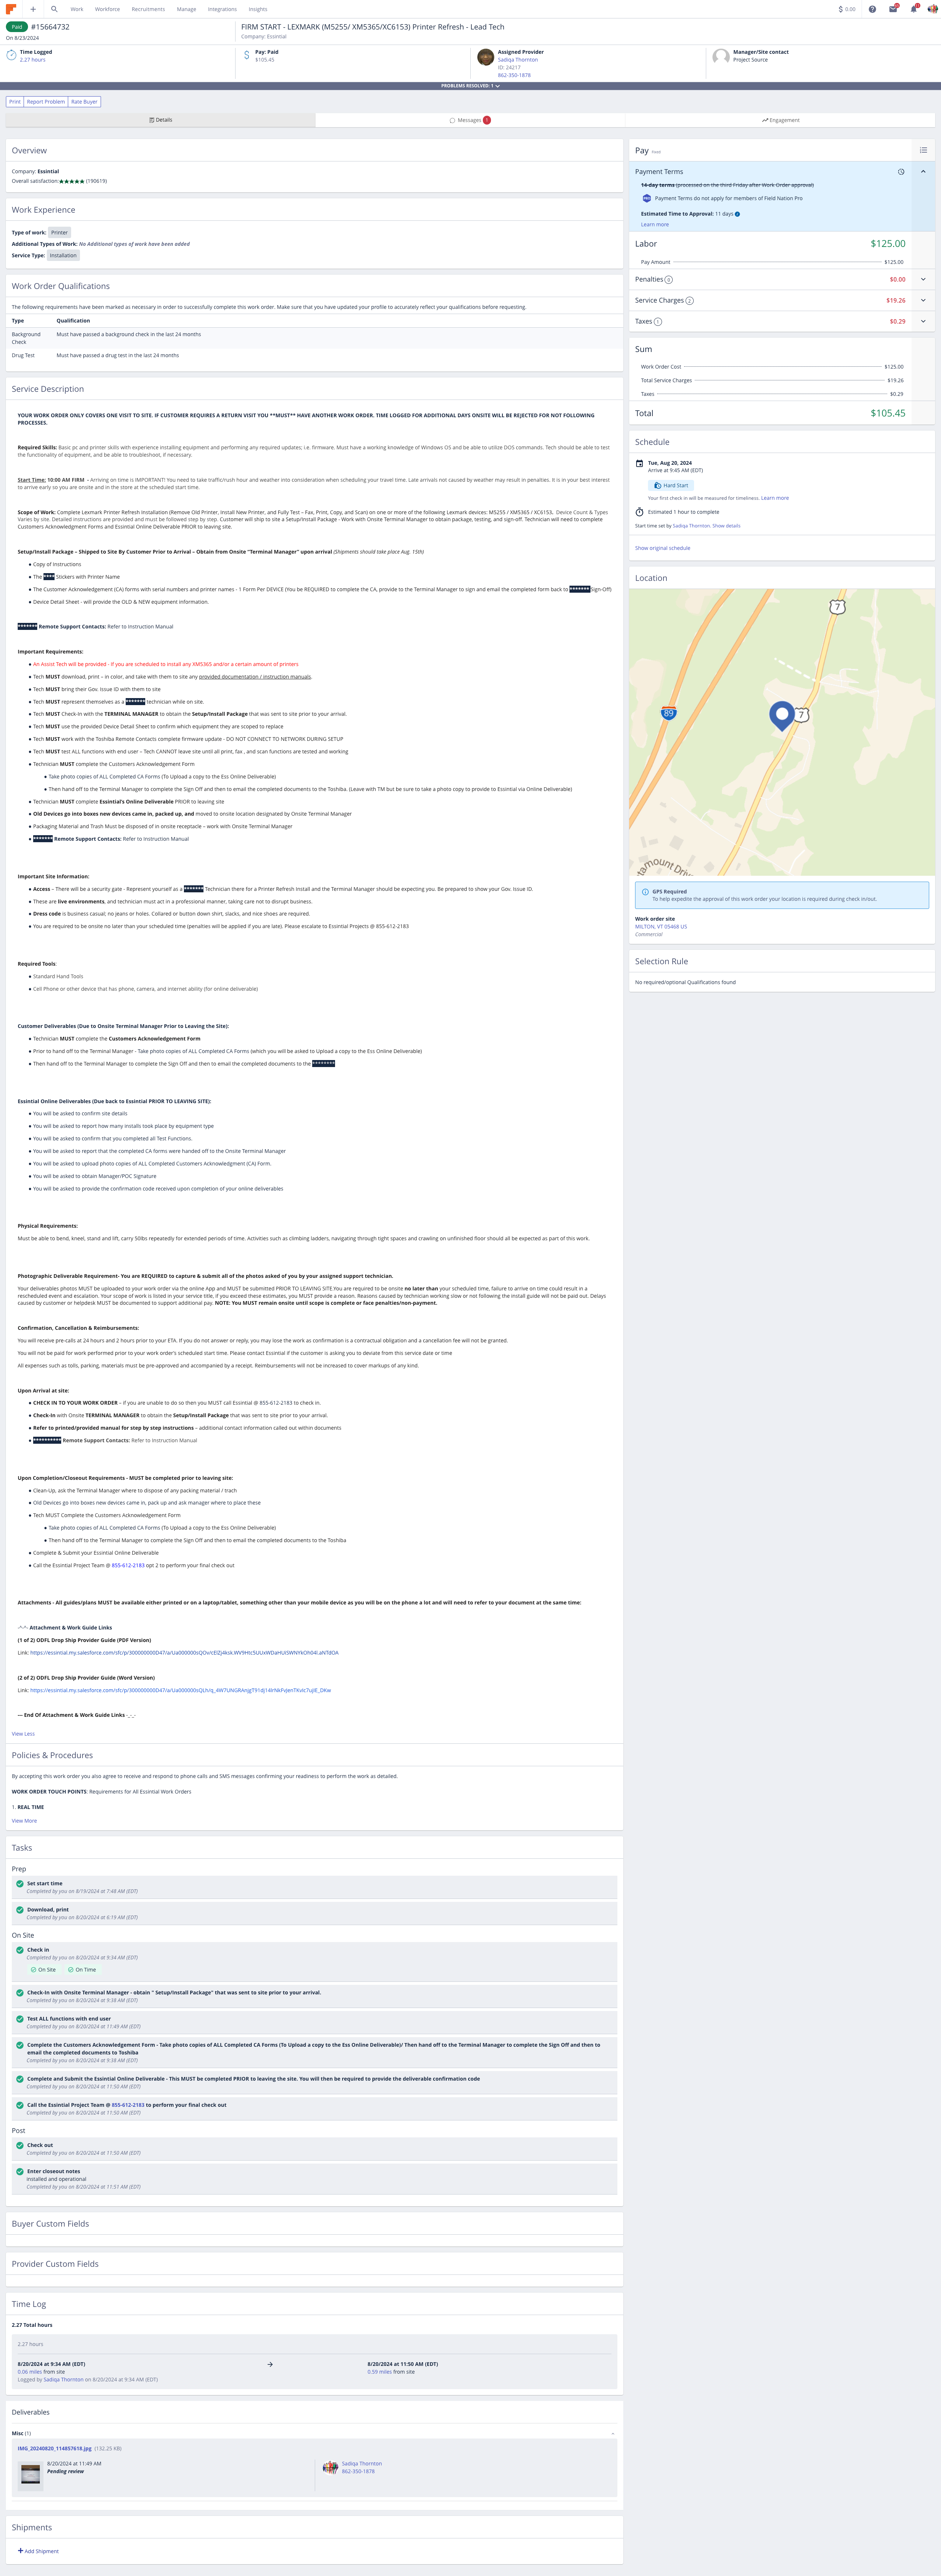 Work Workforce Recruitments Manage Integrations Insights
$ 0.00
Paid #15664732
On 8/23/2024
FIRM START - LEXMARK (M5255/ XM5365/XC6153) Printer Refresh - Lead Tech
Company: Essintial
Time Logged
2.27 hours
Pay: Paid
$105.45
Assigned Provider
Sadiqa Thornton
ID: 24217
862-350-1878
Manager/Site contact
Project Source
PROBLEMS RESOLVED: 1
Print Report Problem Rate Buyer
Details
Messages 1
Engagement
Overview
Company: Essintial
Overall satisfaction: ★★★★★ (190619)
Work Experience
Type of work: Printer
Additional Types of Work: No Additional types of work have been added
Service Type: Installation
Work Order Qualifications
The following requirements have been marked as necessary in order to successfully complete this work order. Make sure that you have updated your profile to accurately reflect your qualifications before requesting.
Type Qualification
Background Check Must have passed a background check in the last 24 months
Drug Test Must have passed a drug test in the last 24 months
Service Description
YOUR WORK ORDER ONLY COVERS ONE VISIT TO SITE. IF CUSTOMER REQUIRES A RETURN VISIT YOU **MUST** HAVE ANOTHER WORK ORDER. TIME LOGGED FOR ADDITIONAL DAYS ONSITE WILL BE REJECTED FOR NOT FOLLOWING
PROCESSES.
Required Skills: Basic pc and printer skills with experience installing equipment and performing any required updates; i.e. firmware. Must have a working knowledge of Windows OS and be able to utilize DOS commands. Tech should be able to test
the functionality of equipment, and be able to troubleshoot, if necessary.
Start Time: 10:00 AM FIRM – Arriving on time is IMPORTANT! You need to take traffic/rush hour and weather into consideration when estimating your travel time. Late arrivals not caused by weather may result in penalties. It is in your best interest
to arrive early so you are onsite and in the store at the scheduled start time.
Scope of Work: Complete Lexmark Printer Refresh Installation (Remove Old Printer, Install New Printer, and Fully Test – Fax, Print, Copy, and Scan) on one or more of the following Lexmark devices: M5255 / XM5365 / XC6153. Device Count & Types
Varies by site. Detailed instructions are provided and must be followed step by step. Customer will ship to site a Setup/Install Package - Work with Onsite Terminal Manager to obtain package, testing, and sign-off. Technician will need to complete
Customers Acknowledgment Forms and Essintial Online Deliverable PRIOR to leaving site.
Setup/Install Package – Shipped to Site By Customer Prior to Arrival – Obtain from Onsite "Terminal Manager" upon arrival (Shipments should take place Aug. 15th)
• Copy of Instructions
• The **** Stickers with Printer Name
• The Customer Acknowledgement (CA) forms with serial numbers and printer names - 1 Form Per DEVICE (You be REQUIRED to complete the CA, provide to the Terminal Manager to sign and email the completed form back to ******* Sign-Off)
• Device Detail Sheet - will provide the OLD & NEW equipment information.
******* Remote Support Contacts: Refer to Instruction Manual
Important Requirements:
• An Assist Tech will be provided - If you are scheduled to install any XM5365 and/or a certain amount of printers
• Tech MUST download, print – in color, and take with them to site any provided documentation / instruction manuals.
• Tech MUST bring their Gov. Issue ID with them to site
• Tech MUST represent themselves as a ******* technician while on site.
• Tech MUST Check-In with the TERMINAL MANAGER to obtain the Setup/Install Package that was sent to site prior to your arrival.
• Tech MUST use the provided Device Detail Sheet to confirm which equipment they are scoped to replace
• Tech MUST work with the Toshiba Remote Contacts complete firmware update - DO NOT CONNECT TO NETWORK DURING SETUP
• Tech MUST test ALL functions with end user – Tech CANNOT leave site until all print, fax , and scan functions are tested and working
• Technician MUST complete the Customers Acknowledgement Form
• Take photo copies of ALL Completed CA Forms (To Upload a copy to the Ess Online Deliverable)
• Then hand off to the Terminal Manager to complete the Sign Off and then to email the completed documents to the Toshiba. (Leave with TM but be sure to take a photo copy to provide to Essintial via Online Deliverable)
• Technician MUST complete Essintial's Online Deliverable PRIOR to leaving site
• Old Devices go into boxes new devices came in, packed up, and moved to onsite location designated by Onsite Terminal Manager
• Packaging Material and Trash Must be disposed of in onsite receptacle – work with Onsite Terminal Manager
• ******* Remote Support Contacts: Refer to Instruction Manual
Important Site Information:
• Access – There will be a security gate - Represent yourself as a ******* Technician there for a Printer Refresh Install and the Terminal Manager should be expecting you. Be prepared to show your Gov. Issue ID.
• These are live environments, and technician must act in a professional manner, taking care not to disrupt business.
• Dress code is business casual; no jeans or holes. Collared or button down shirt, slacks, and nice shoes are required.
• You are required to be onsite no later than your scheduled time (penalties will be applied if you are late). Please escalate to Essintial Projects @ 855-612-2183
Required Tools:
• Standard Hand Tools
• Cell Phone or other device that has phone, camera, and internet ability (for online deliverable)
Customer Deliverables (Due to Onsite Terminal Manager Prior to Leaving the Site):
• Technician MUST complete the Customers Acknowledgement Form
• Prior to hand off to the Terminal Manager - Take photo copies of ALL Completed CA Forms (which you will be asked to Upload a copy to the Ess Online Deliverable)
• Then hand off to the Terminal Manager to complete the Sign Off and then to email the completed documents to the ********
Essintial Online Deliverables (Due back to Essintial PRIOR TO LEAVING SITE):
• You will be asked to confirm site details
• You will be asked to report how many installs took place by equipment type
• You will be asked to confirm that you completed all Test Functions.
• You will be asked to report that the completed CA forms were handed off to the Onsite Terminal Manager
• You will be asked to upload photo copies of ALL Completed Customers Acknowledgment (CA) Form.
• You will be asked to obtain Manager/POC Signature
• You will be asked to provide the confirmation code received upon completion of your online deliverables
Physical Requirements:
Must be able to bend, kneel, stand and lift, carry 50lbs repeatedly for extended periods of time. Activities such as climbing ladders, navigating through tight spaces and crawling on unfinished floor should all be expected as part of this work.
Photographic Deliverable Requirement- You are REQUIRED to capture & submit all of the photos asked of you by your assigned support technician.
Your deliverables photos MUST be uploaded to your work order via the online App and MUST be submitted PRIOR TO LEAVING SITE.You are required to be onsite no later than your scheduled time, failure to arrive on time could result in a
rescheduled event and escalation. Your scope of work is listed in your service title, if you exceed these estimates, you MUST provide a reason. Reasons caused by technician working slow or not following the install guide will not be paid out. Delays
caused by customer or helpdesk MUST be documented to support additional pay. NOTE: You MUST remain onsite until scope is complete or face penalties/non-payment.
Confirmation, Cancellation & Reimbursements:
You will receive pre-calls at 24 hours and 2 hours prior to your ETA. If you do not answer or reply, you may lose the work as confirmation is a contractual obligation and a cancellation fee will not be granted.
You will not be paid for work performed prior to your work order's scheduled start time. Please contact Essintial if the customer is asking you to deviate from this service date or time
All expenses such as tolls, parking, materials must be pre-approved and accompanied by a receipt. Reimbursements will not be increased to cover markups of any kind.
Upon Arrival at site:
• CHECK IN TO YOUR WORK ORDER – If you are unable to do so then you MUST call Essintial @ 855-612-2183 to check in.
• Check-In with Onsite TERMINAL MANAGER to obtain the Setup/Install Package that was sent to site prior to your arrival.
• Refer to printed/provided manual for step by step instructions – additional contact information called out within documents
• ********** Remote Support Contacts: Refer to Instruction Manual
Upon Completion/Closeout Requirements - MUST be completed prior to leaving site:
• Clean-Up, ask the Terminal Manager where to dispose of any packing material / trach
• Old Devices go into boxes new devices came in, pack up and ask manager where to place these
• Tech MUST Complete the Customers Acknowledgement Form
• Take photo copies of ALL Completed CA Forms (To Upload a copy to the Ess Online Deliverable)
• Then hand off to the Terminal Manager to complete the Sign Off and then to email the completed documents to the Toshiba
• Complete & Submit your Essintial Online Deliverable
• Call the Essintial Project Team @ 855-612-2183 opt 2 to perform your final check out
Attachments - All guides/plans MUST be available either printed or on a laptop/tablet, something other than your mobile device as you will be on the phone a lot and will need to refer to your document at the same time:
-^-^- Attachment & Work Guide Links
(1 of 2) ODFL Drop Ship Provider Guide (PDF Version)
Link:
(2 of 2) ODFL Drop Ship Provider Guide (Word Version)
Link:
--- End Of Attachment & Work Guide Links -_-_-
View Less
Policies & Procedures
By accepting this work order you also agree to receive and respond to phone calls and SMS messages confirming your readiness to perform the work as detailed.
WORK ORDER TOUCH POINTS: Requirements for All Essintial Work Orders
1. REAL TIME
View More
Tasks
Prep
Set start time
Completed by you on 8/19/2024 at 7:48 AM (EDT)
Download, print
Completed by you on 8/20/2024 at 6:19 AM (EDT)
On Site
Check in
Completed by you on 8/20/2024 at 9:34 AM (EDT)
On Site On Time
Check-In with Onsite Terminal Manager - obtain " Setup/Install Package" that was sent to site prior to your arrival.
Completed by you on 8/20/2024 at 9:38 AM (EDT)
Test ALL functions with end user
Completed by you on 8/20/2024 at 11:49 AM (EDT)
Complete the Customers Acknowledgement Form - Take photo copies of ALL Completed CA Forms (To Upload a copy to the Ess Online Deliverable)/ Then hand off to the Terminal Manager to complete the Sign Off and then to
email the completed documents to Toshiba
Completed by you on 8/20/2024 at 9:38 AM (EDT)
Complete and Submit the Essintial Online Deliverable - This MUST be completed PRIOR to leaving the site. You will then be required to provide the deliverable confirmation code
Completed by you on 8/20/2024 at 11:50 AM (EDT)
Call the Essintial Project Team @ 855-612-2183 to perform your final check out
Completed by you on 8/20/2024 at 11:50 AM (EDT)
Post
Check out
Completed by you on 8/20/2024 at 11:50 AM (EDT)
Enter closeout notes
installed and operational
Completed by you on 8/20/2024 at 11:51 AM (EDT)
Buyer Custom Fields
Provider Custom Fields
Time Log
2.27 Total hours
2.27 hours
8/20/2024 at 9:34 AM (EDT)
0.06 miles from site
Logged by Sadiqa Thornton on 8/20/2024 at 9:34 AM (EDT)
8/20/2024 at 11:50 AM (EDT)
0.59 miles from site
Deliverables
Misc (1)
IMG_20240820_114857618.jpg (132.25 KB)
8/20/2024 at 11:49 AM
Pending review
Sadiqa Thornton
862-350-1878
Shipments
Add Shipment
Pay
Payment Terms
14-day terms (processed on the third Friday after Work Order approval)
Payment Terms do not apply for members of Field Nation Pro
Estimated Time to Approval: 11 days
Learn more
Labor $125.00
Pay Amount $125.00
Penalties 0 $0.00
Service Charges 2 $19.26
Taxes 1 $0.29
Sum
Work Order Cost $125.00
Total Service Charges $19.26
Taxes $0.29
Total $105.45
Schedule
Tue, Aug 20, 2024
Arrive at 9:45 AM (EDT)
Hard Start
Your first check in will be measured for timeliness. Learn more
Estimated 1 hour to complete
Start time set by Sadiqa Thornton. Show details
Show original schedule
Location
7
89
7
GPS Required
To help expedite the approval of this work order your location is required during check in/out.
Work order site
MILTON, VT 05468 US
Commercial
Selection Rule
No required/optional Qualifications found